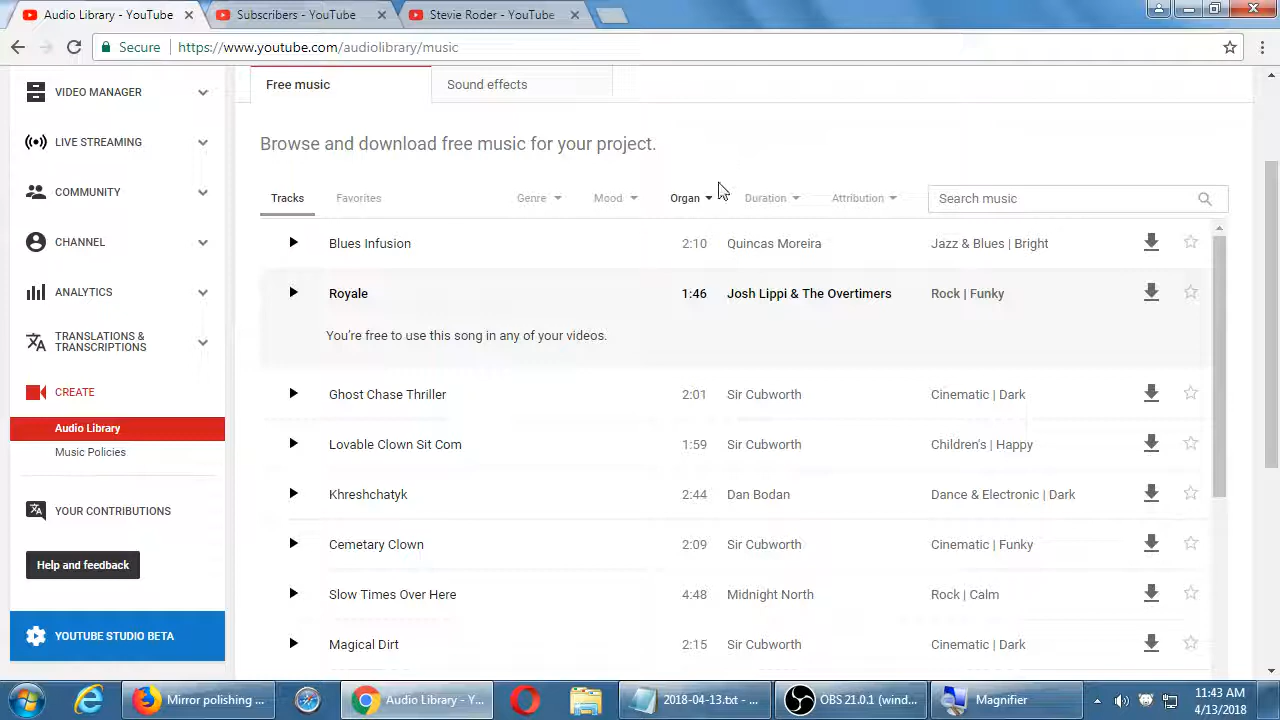 Audio Library - YouTube
Subscribers - YouTube
Stevie Roder - YouTube
Secure
https://www.youtube.com/audiolibrary/music
VIDEO MANAGER
LIVE STREAMING
COMMUNITY
CHANNEL
ANALYTICS
TRANSLATIONS &
TRANSCRIPTIONS
CREATE
Audio Library
Music Policies
YOUR CONTRIBUTIONS
Help and feedback
YOUTUBE STUDIO BETA
Free music
Sound effects
Browse and download free music for your project.
Tracks Favorites Genre Mood Organ Duration Attribution Search music
Blues Infusion 2:10 Quincas Moreira Jazz & Blues | Bright
Royale 1:46 Josh Lippi & The Overtimers Rock | Funky
You're free to use this song in any of your videos.
Ghost Chase Thriller 2:01 Sir Cubworth Cinematic | Dark
Lovable Clown Sit Com 1:59 Sir Cubworth Children's | Happy
Khreshchatyk 2:44 Dan Bodan Dance & Electronic | Dark
Cemetary Clown 2:09 Sir Cubworth Cinematic | Funky
Slow Times Over Here 4:48 Midnight North Rock | Calm
Magical Dirt 2:15 Sir Cubworth Cinematic | Dark
Mirror polishing ...
Audio Library - Y...
2018-04-13.txt - ...
OBS 21.0.1 (wind...
Magnifier
11:43 AM
4/13/2018